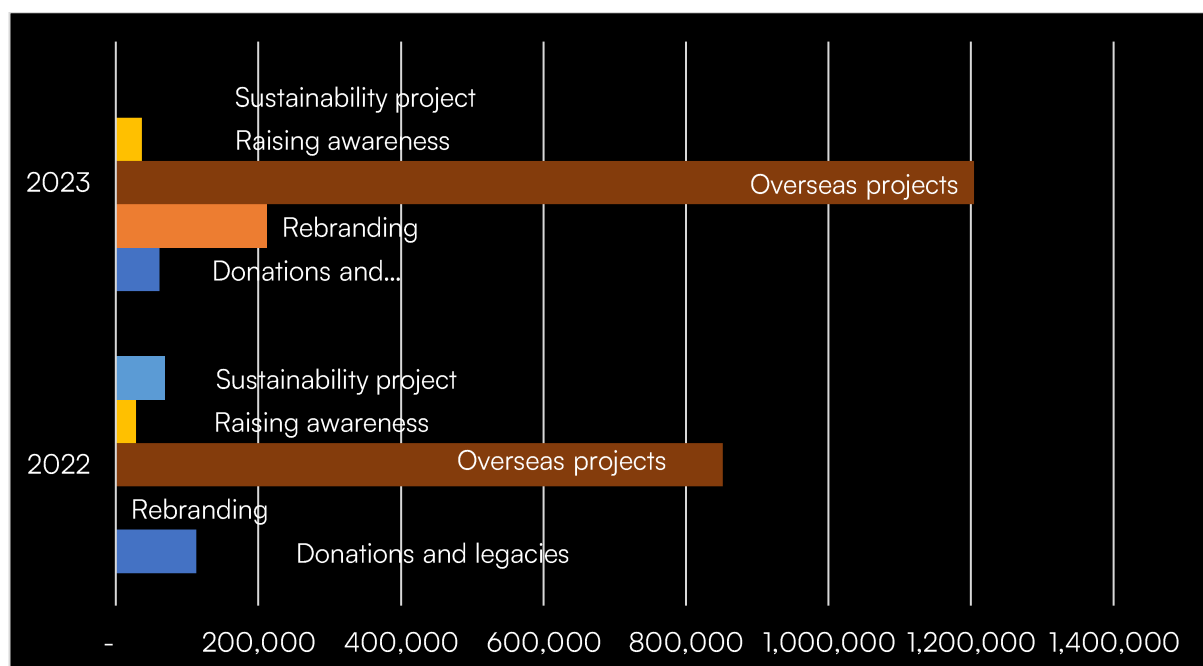 Sustainability project
Raising awareness
2023
Overseas projects
Rebranding
Donations and...
Sustainability project
Raising awareness
2022
Overseas projects
Rebranding
Donations and legacies
- 200,000 400,000 600,000 800,000 1,000,000 1,200,000 1,400,000